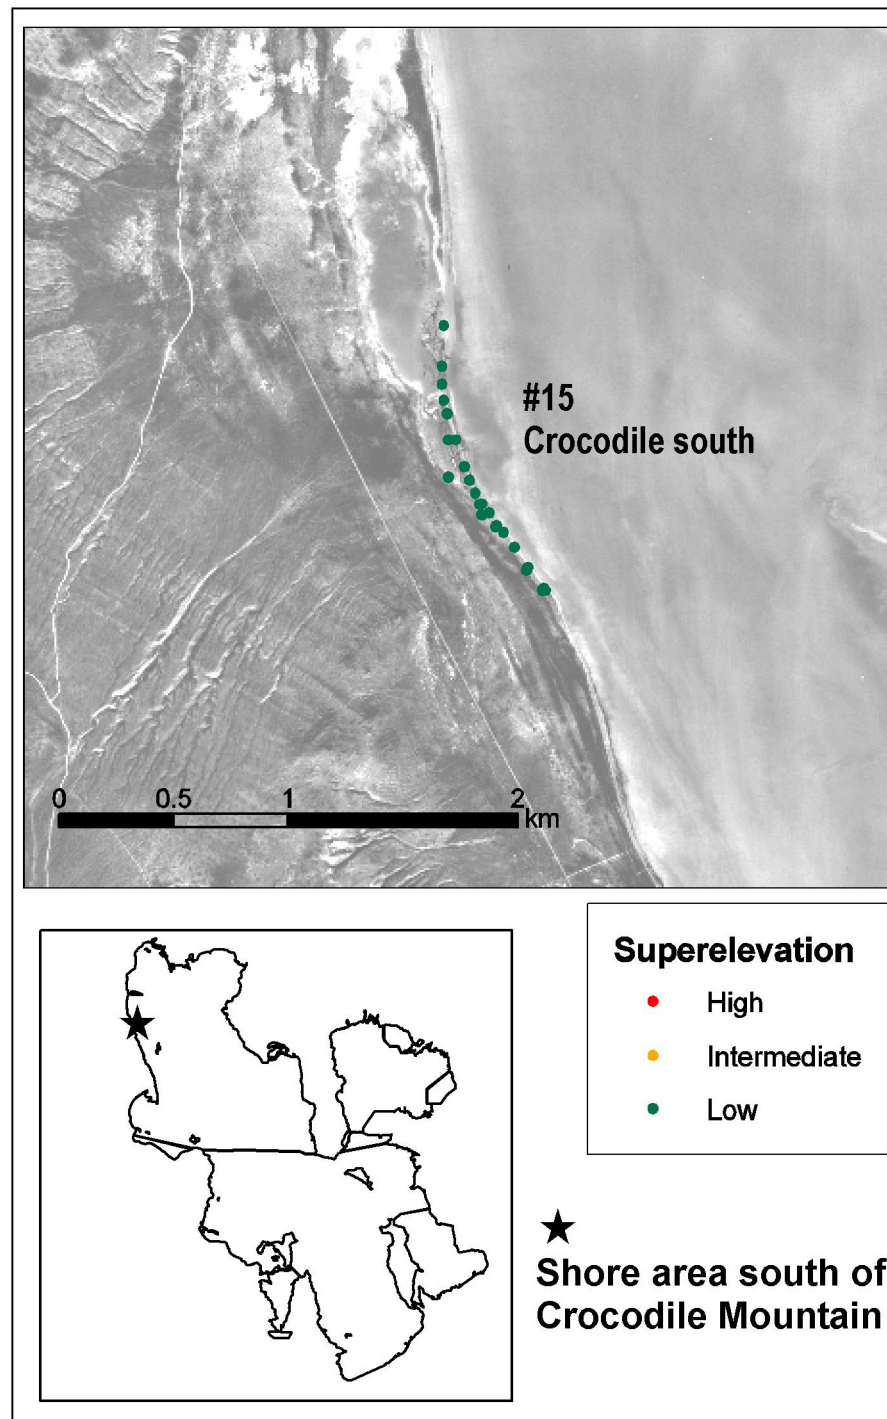 #15
Crocodile south
0 0.5 1 2
km
Superelevation
High
Intermediate
Low
Shore area south of
Crocodile Mountain